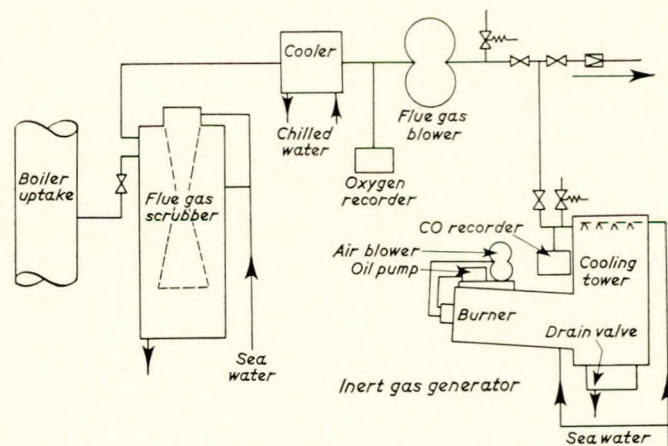 Cooler
Chilled
water
Flue gas
blower
Oxygen
recorder
Boiler
uptake
Flue gas
scrubber
Sea
water
CO recorder
Air blower
Oil pump
Burner
Cooling
tower
Drain valve
Inert gas generator
Sea water